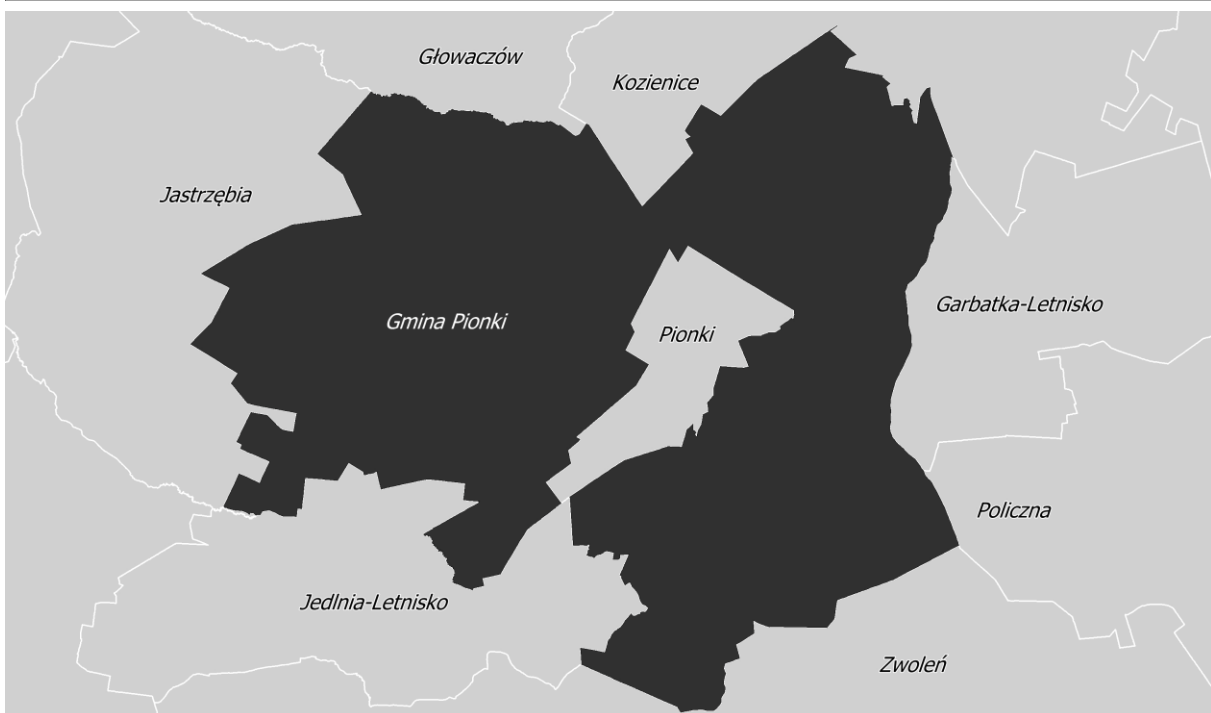 Głowaczów
Kozienice
Jastrzębia
Garbatka-Letnisko
Gmina Pionki
Pionki
Policzna
Jedlnia-Letnisko
Zwoleń